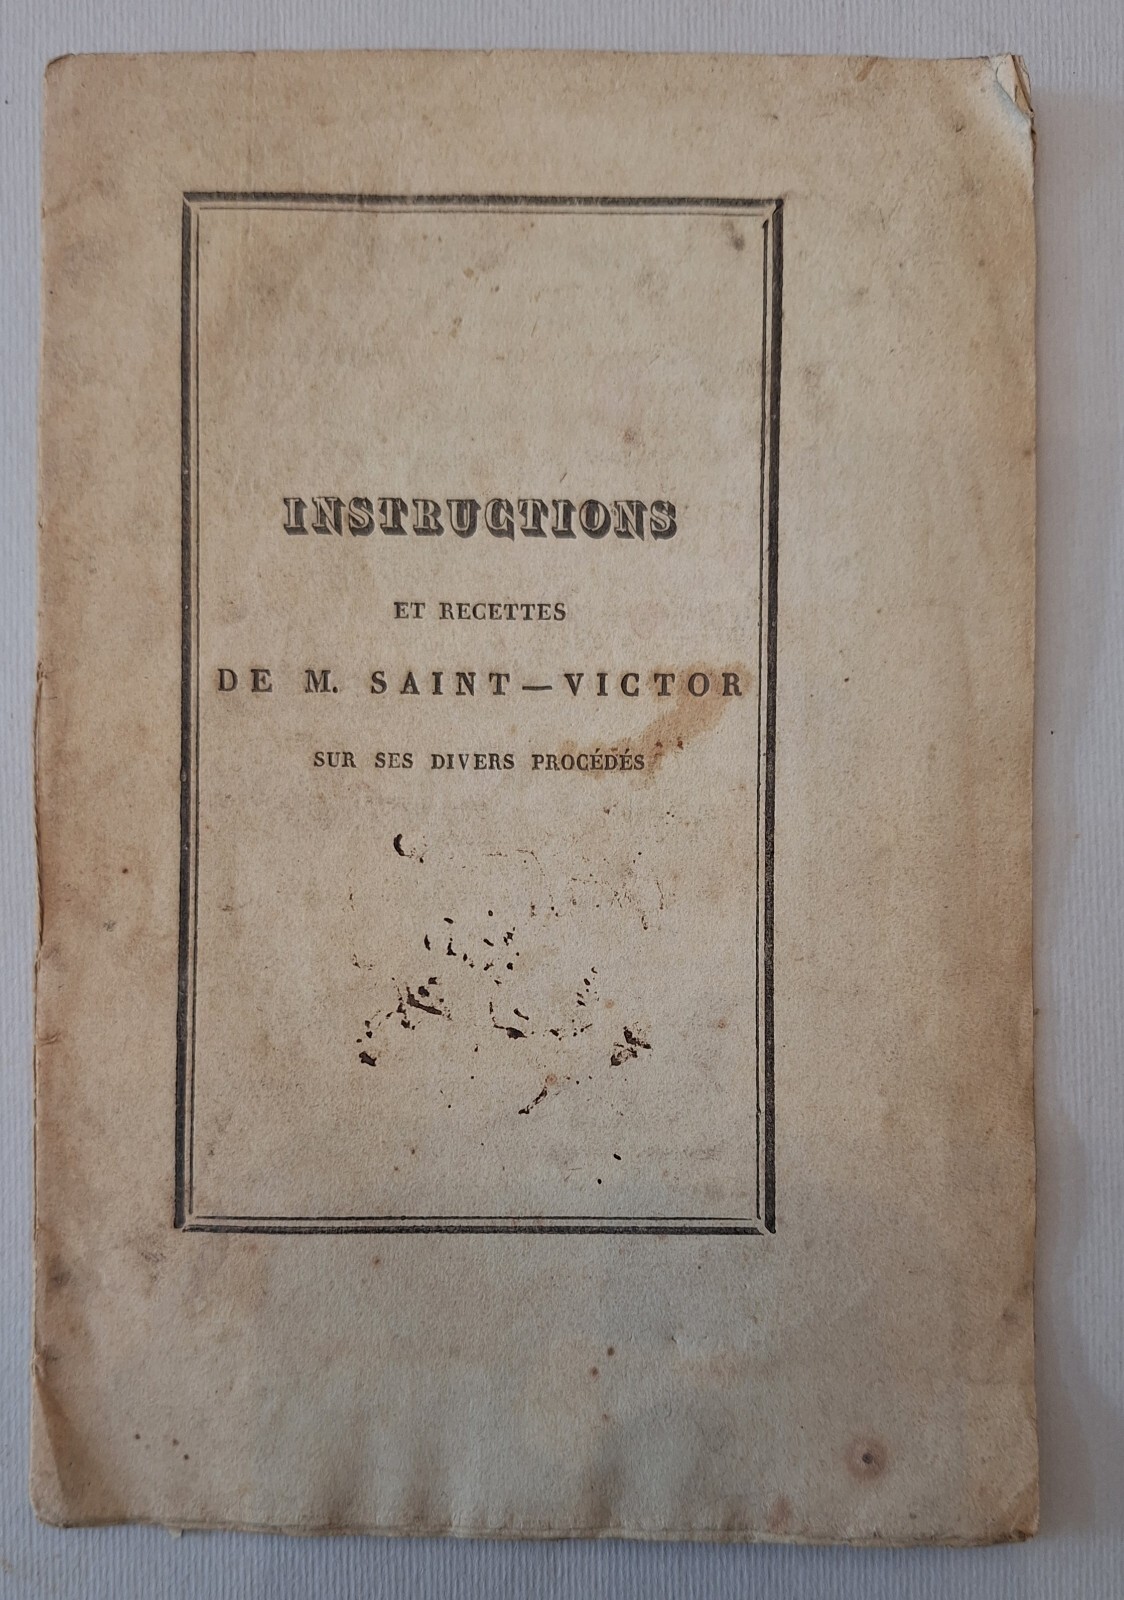 INSTRUCTIONS
ET RECETTES
DE M. SAINT—VICTOR
SUR SES DIVERS PROCÉDÉS